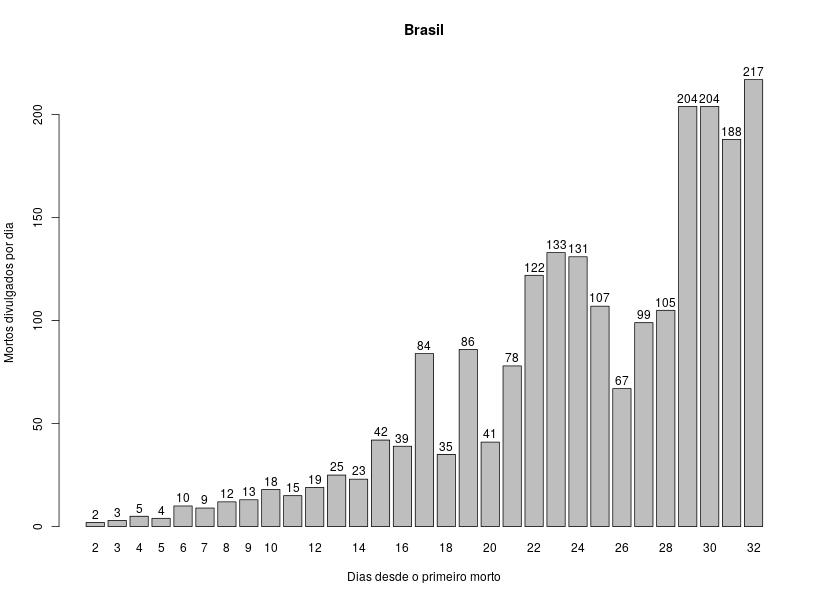 Brasil
Mortos divulgados por dia
200
150
100
50
0
2 3 5 4 10 9 12 13 18 15 19 25 23 42 39 84 35 86 41 78 122 133 131 107 67 99 105 204 204 188 217
2 3 4 5 6 7 8 9 10 12 14 16 18 20 22 24 26 28 30 32
Dias desde o primeiro morto